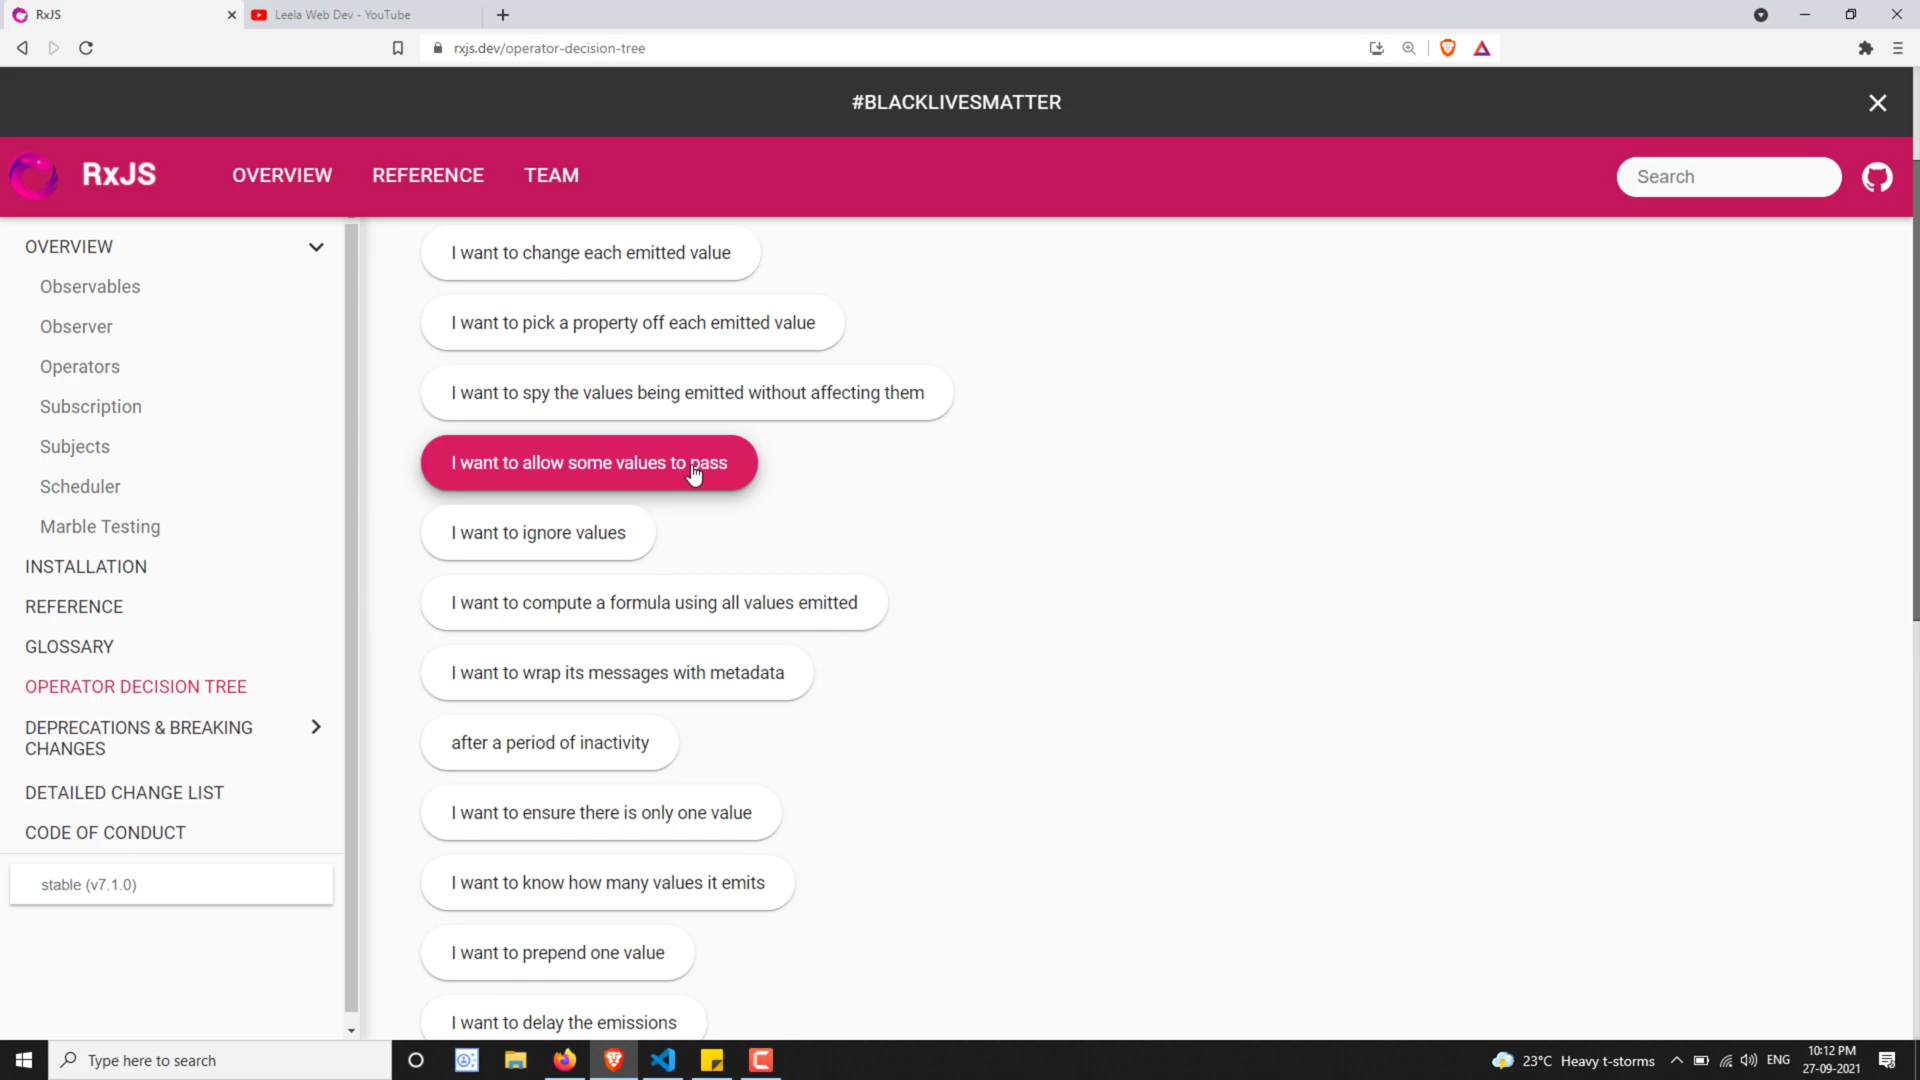 RxJS
Leela Web Dev - YouTube
rxjs.dev/operator-decision-tree
#BLACKLIVESMATTER
RxJS
OVERVIEW
REFERENCE
TEAM
Search
OVERVIEW
Observables
Observer
Operators
Subscription
Subjects
Scheduler
Marble Testing
INSTALLATION
REFERENCE
GLOSSARY
OPERATOR DECISION TREE
DEPRECATIONS & BREAKING
CHANGES
DETAILED CHANGE LIST
CODE OF CONDUCT
stable (v7.1.0)
I want to change each emitted value
I want to pick a property off each emitted value
I want to spy the values being emitted without affecting them
I want to allow some values to pass
I want to ignore values
I want to compute a formula using all values emitted
I want to wrap its messages with metadata
after a period of inactivity
I want to ensure there is only one value
I want to know how many values it emits
I want to prepend one value
I want to delay the emissions
Type here to search
23°C Heavy t-storms
ENG
10:12 PM
27-09-2021